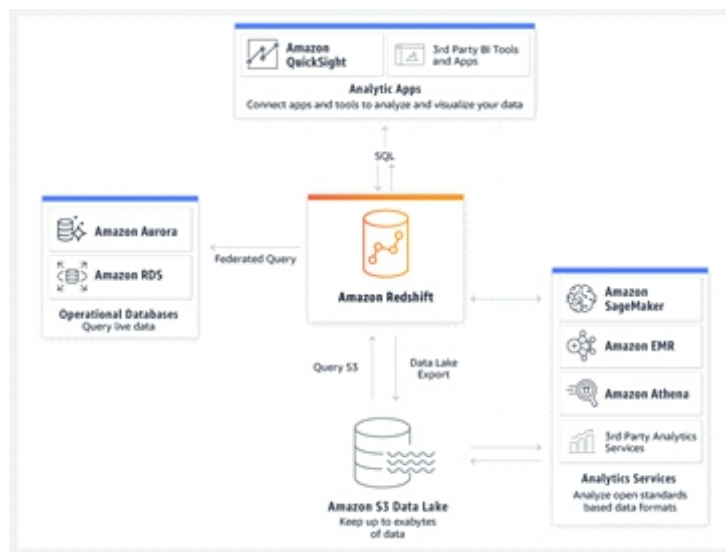 Amazon
QuickSight
3rd Party BI Tools
and Apps
Analytic Apps
Connect apps and tools to analyze and visualize your data
SQL
Amazon Aurora
Amazon RDS
Operational Databases
Query live data
Federated Query
Amazon Redshift
Query S3
Data Lake
Export
Amazon S3 Data Lake
Keep up to exabytes
of data
Amazon
SageMaker
Amazon EMR
Amazon Athena
3rd Party Analytics
Services
Analytics Services
Analyze open standards
based data formats